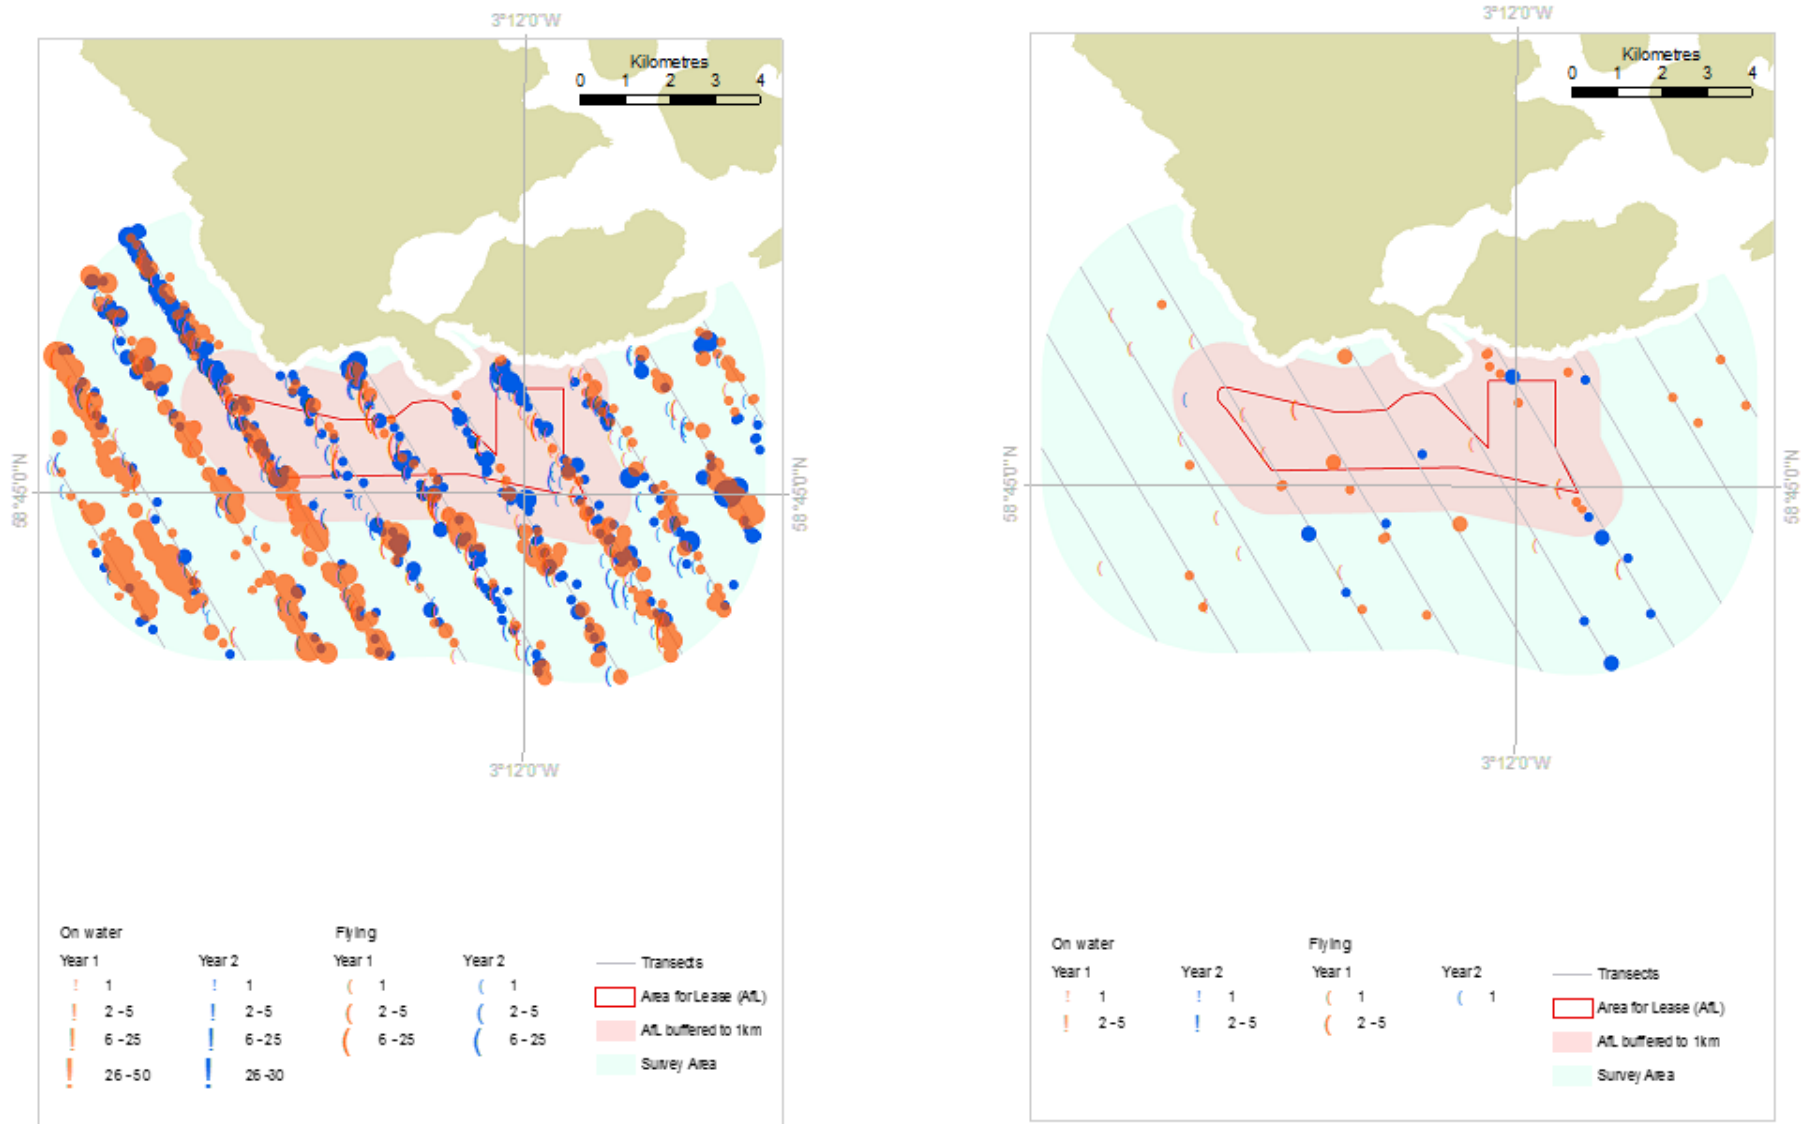 3°12'0"W
Kilometres
0 1 2 3 4
58°45'0"N
58°45'0"N
3°12'0"W
On water
Flying
Year 1
Year 2
Year 1
Year 2
Transects
1
1
1
1
Area for Lease (AfL)
2 - 5
2 - 5
2 - 5
2 - 5
AfL buffered to 1km
6 - 25
6 - 25
6 - 25
6 - 25
Survey Area
26 - 50
26 -30
3°12'0"W
Kilometres
0 1 2 3 4
58°45'0"N
58°45'0"N
3°12'0"W
On water
Flying
Year 1
Year 2
Year 1
Year2
Transects
1
1
1
1
Area for Lease (AfL)
2 - 5
2 - 5
2 - 5
AfL buffered to 1km
Survey Area